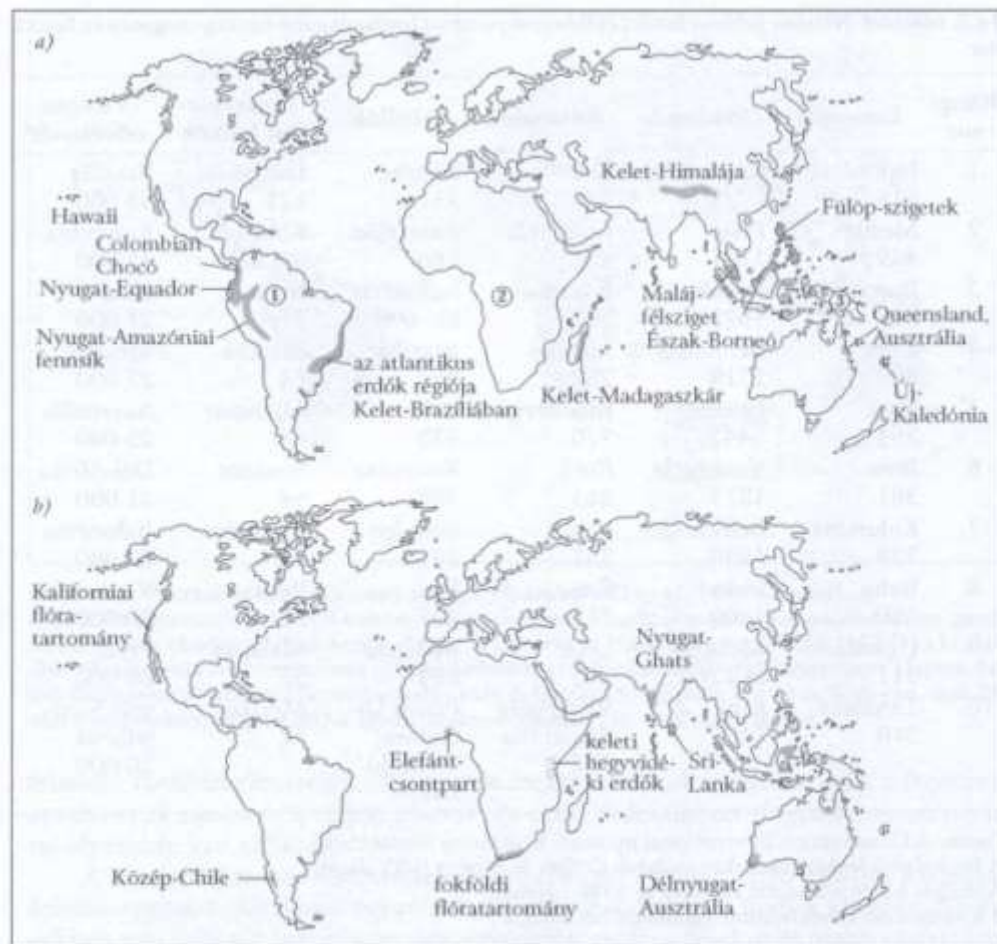 a)
Kelet-Himalája
Hawaii
Fülöp-szigetek
Colombian
Chocó
Nyugat-Equador
①
②
③
Maláj-
félsziget
Észak-Borneó
Queensland,
Ausztrália
Nyugat-Amazóniai
fennsík
az atlantikus
erdők régiója
Kelet-Brazíliában
Kelet-Madagaszkár
Új-
Kaledónia
b)
Kaliforniai
flóra-
tartomány
Nyugat-
Ghats
Elefánt-
csontpart
keleti
hegyvidé-
ki erdők
Sri
Lanka
Közép-Chile
fokföldi
flóratartomány
Délnyugat-
Ausztrália